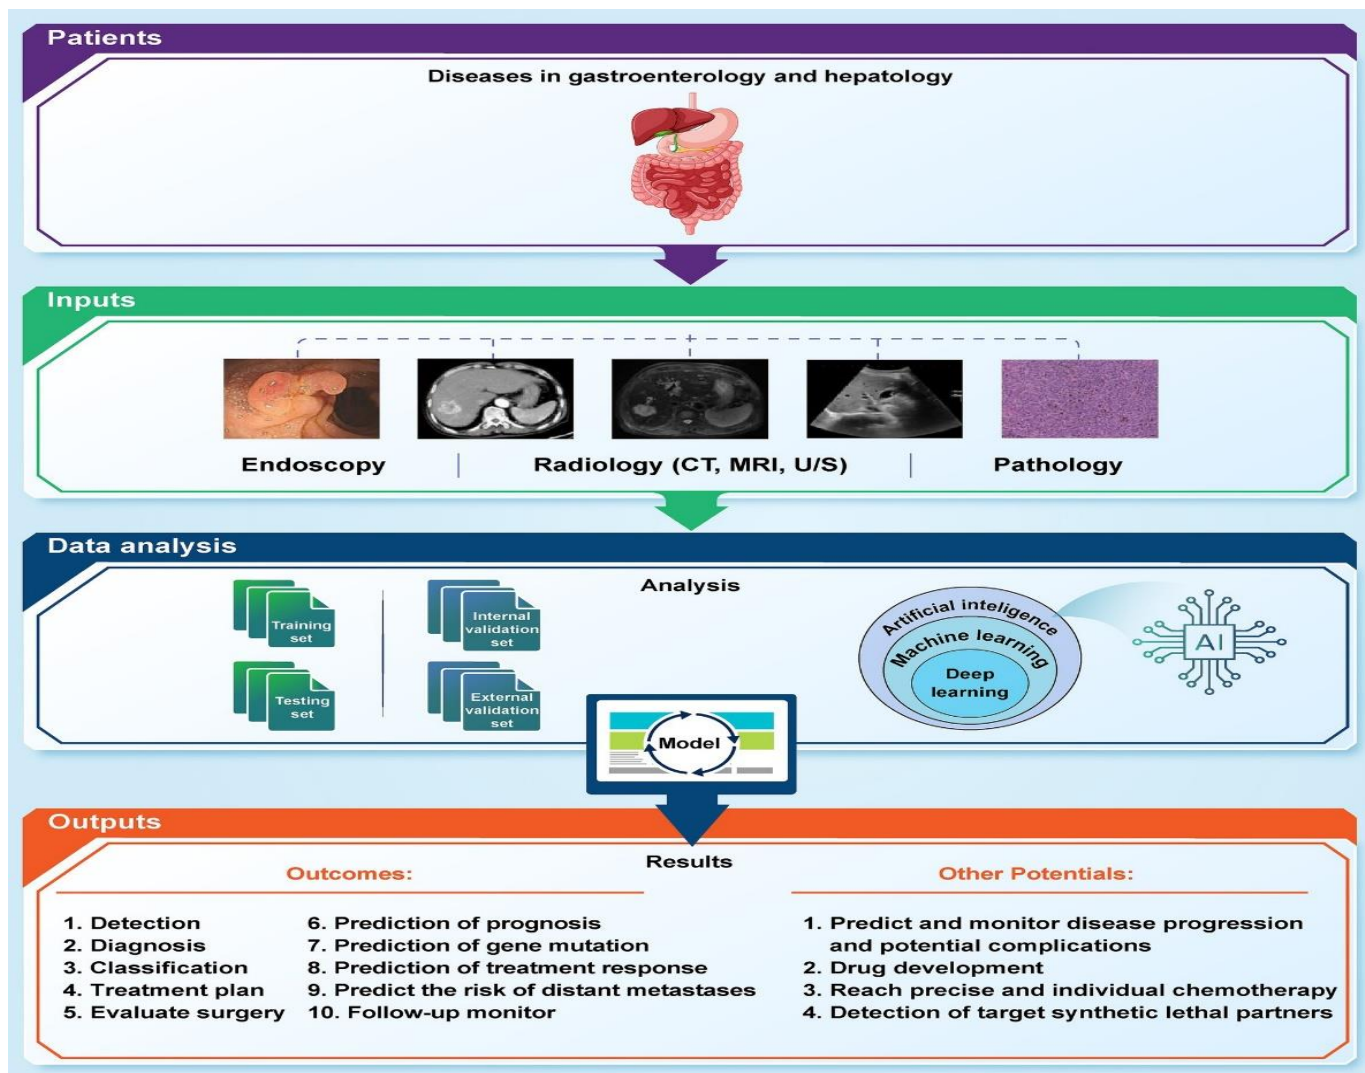 Patients
Diseases in gastroenterology and hepatology
Inputs
Endoscopy
Radiology (CT, MRI, U/S)
Pathology
Data analysis
Analysis
Training
set
Internal
validation
set
Testing
set
External
validation
set
Artificial inteligence
Machine learning
Deep
learning
AI
Model
Outputs
Results
Outcomes:
1. Detection
2. Diagnosis
3. Classification
4. Treatment plan
5. Evaluate surgery
6. Prediction of prognosis
7. Prediction of gene mutation
8. Prediction of treatment response
9. Predict the risk of distant metastases
10. Follow-up monitor
Other Potentials:
1. Predict and monitor disease progression
and potential complications
2. Drug development
3. Reach precise and individual chemotherapy
4. Detection of target synthetic lethal partners